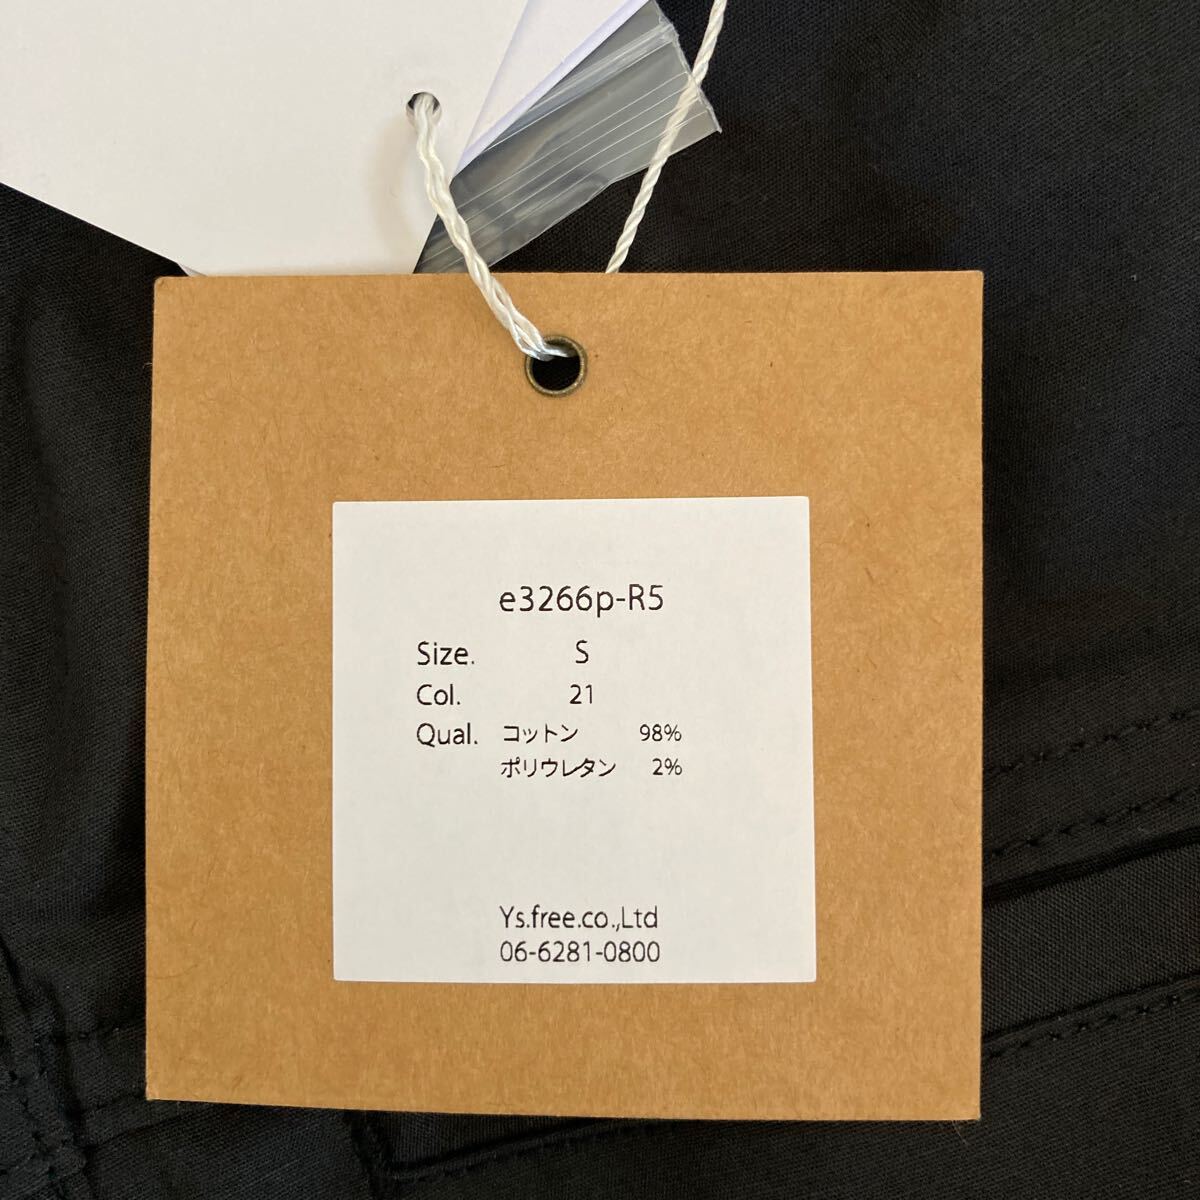 e3266p-R5
Size. S
Col. 21
Qual. コットン 98%
ポリウレタン 2%
Ys.free.co.,Ltd
06-6281-0800